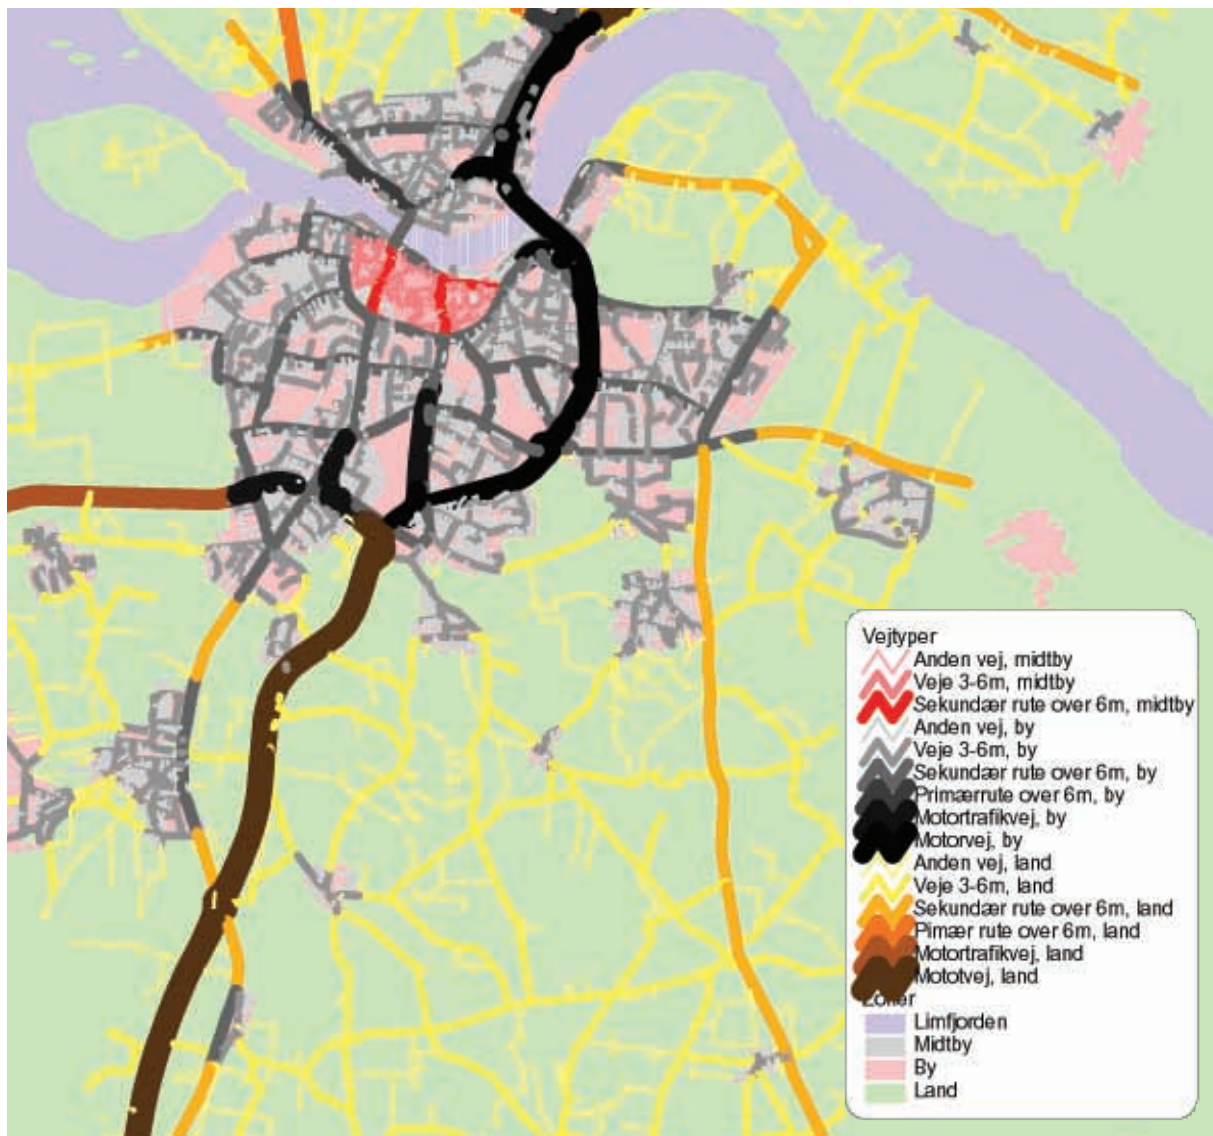 Vejtyper
Anden vej, midtby
Veje 3-6m, midtby
Sekundær rute over 6m, midtby
Anden vej, by
Veje 3-6m, by
Sekundær rute over 6m, by
Primærrute over 6m, by
Motortrafikvej, by
Motorvej, by
Anden vej, land
Veje 3-6m, land
Sekundær rute over 6m, land
Pimær rute over 6m, land
Motortrafikvej, land
Mototvej, land
Zoner
Limfjorden
Midtby
By
Land